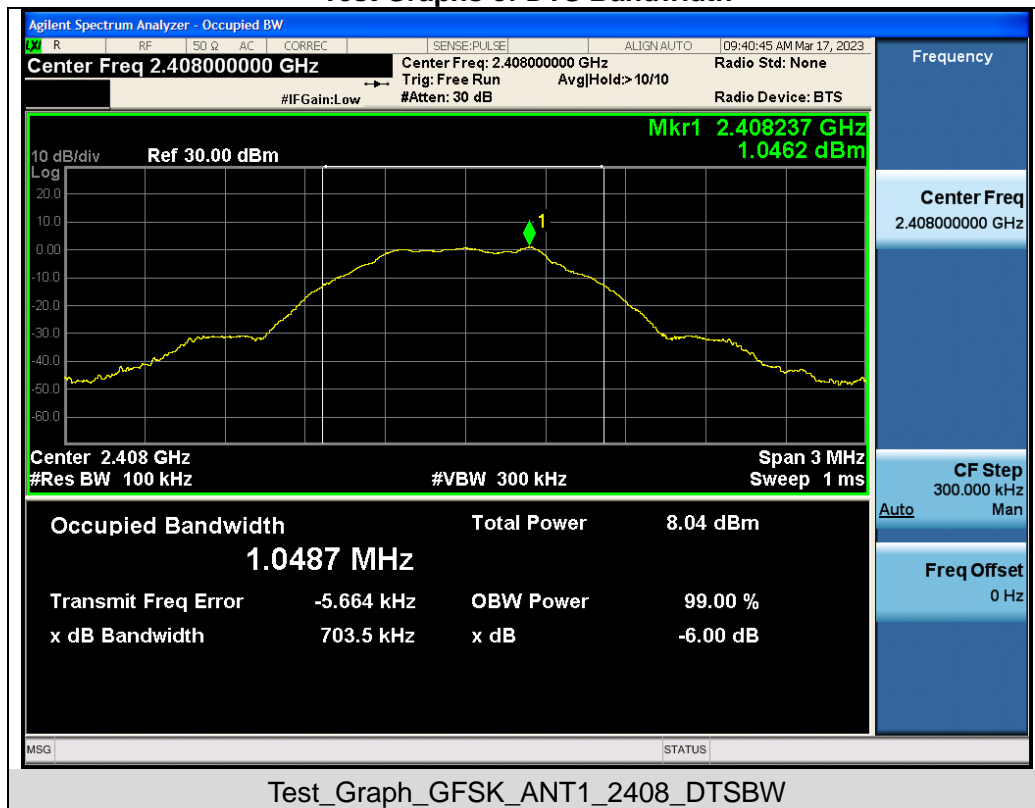 Test Graphs of DTS Bandwidth
Agilent Spectrum Analyzer - Occupied BW
LXI R RF 50 Ω AC CORREC SENSE:PULSE ALIGN AUTO 09:40:45 AM Mar 17, 2023
Center Freq 2.408000000 GHz
Center Freq: 2.408000000 GHz
Radio Std: None
Trig: Free Run Avg|Hold:> 10/10
#IFGain:Low #Atten: 30 dB Radio Device: BTS
Mkr1 2.408237 GHz
1.0462 dBm
10 dB/div Ref 30.00 dBm
Log
20.0
10.0
0.00
-10.0
-20.0
-30.0
-40.0
-50.0
-60.0
1
Center 2.408 GHz Span 3 MHz
#Res BW 100 kHz #VBW 300 kHz Sweep 1 ms
Occupied Bandwidth Total Power 8.04 dBm
1.0487 MHz
Transmit Freq Error -5.664 kHz OBW Power 99.00 %
x dB Bandwidth 703.5 kHz x dB -6.00 dB
MSG STATUS
Frequency
Center Freq
2.408000000 GHz
CF Step
300.000 kHz
Auto Man
Freq Offset
0 Hz
Test_Graph_GFSK_ANT1_2408_DTSBW